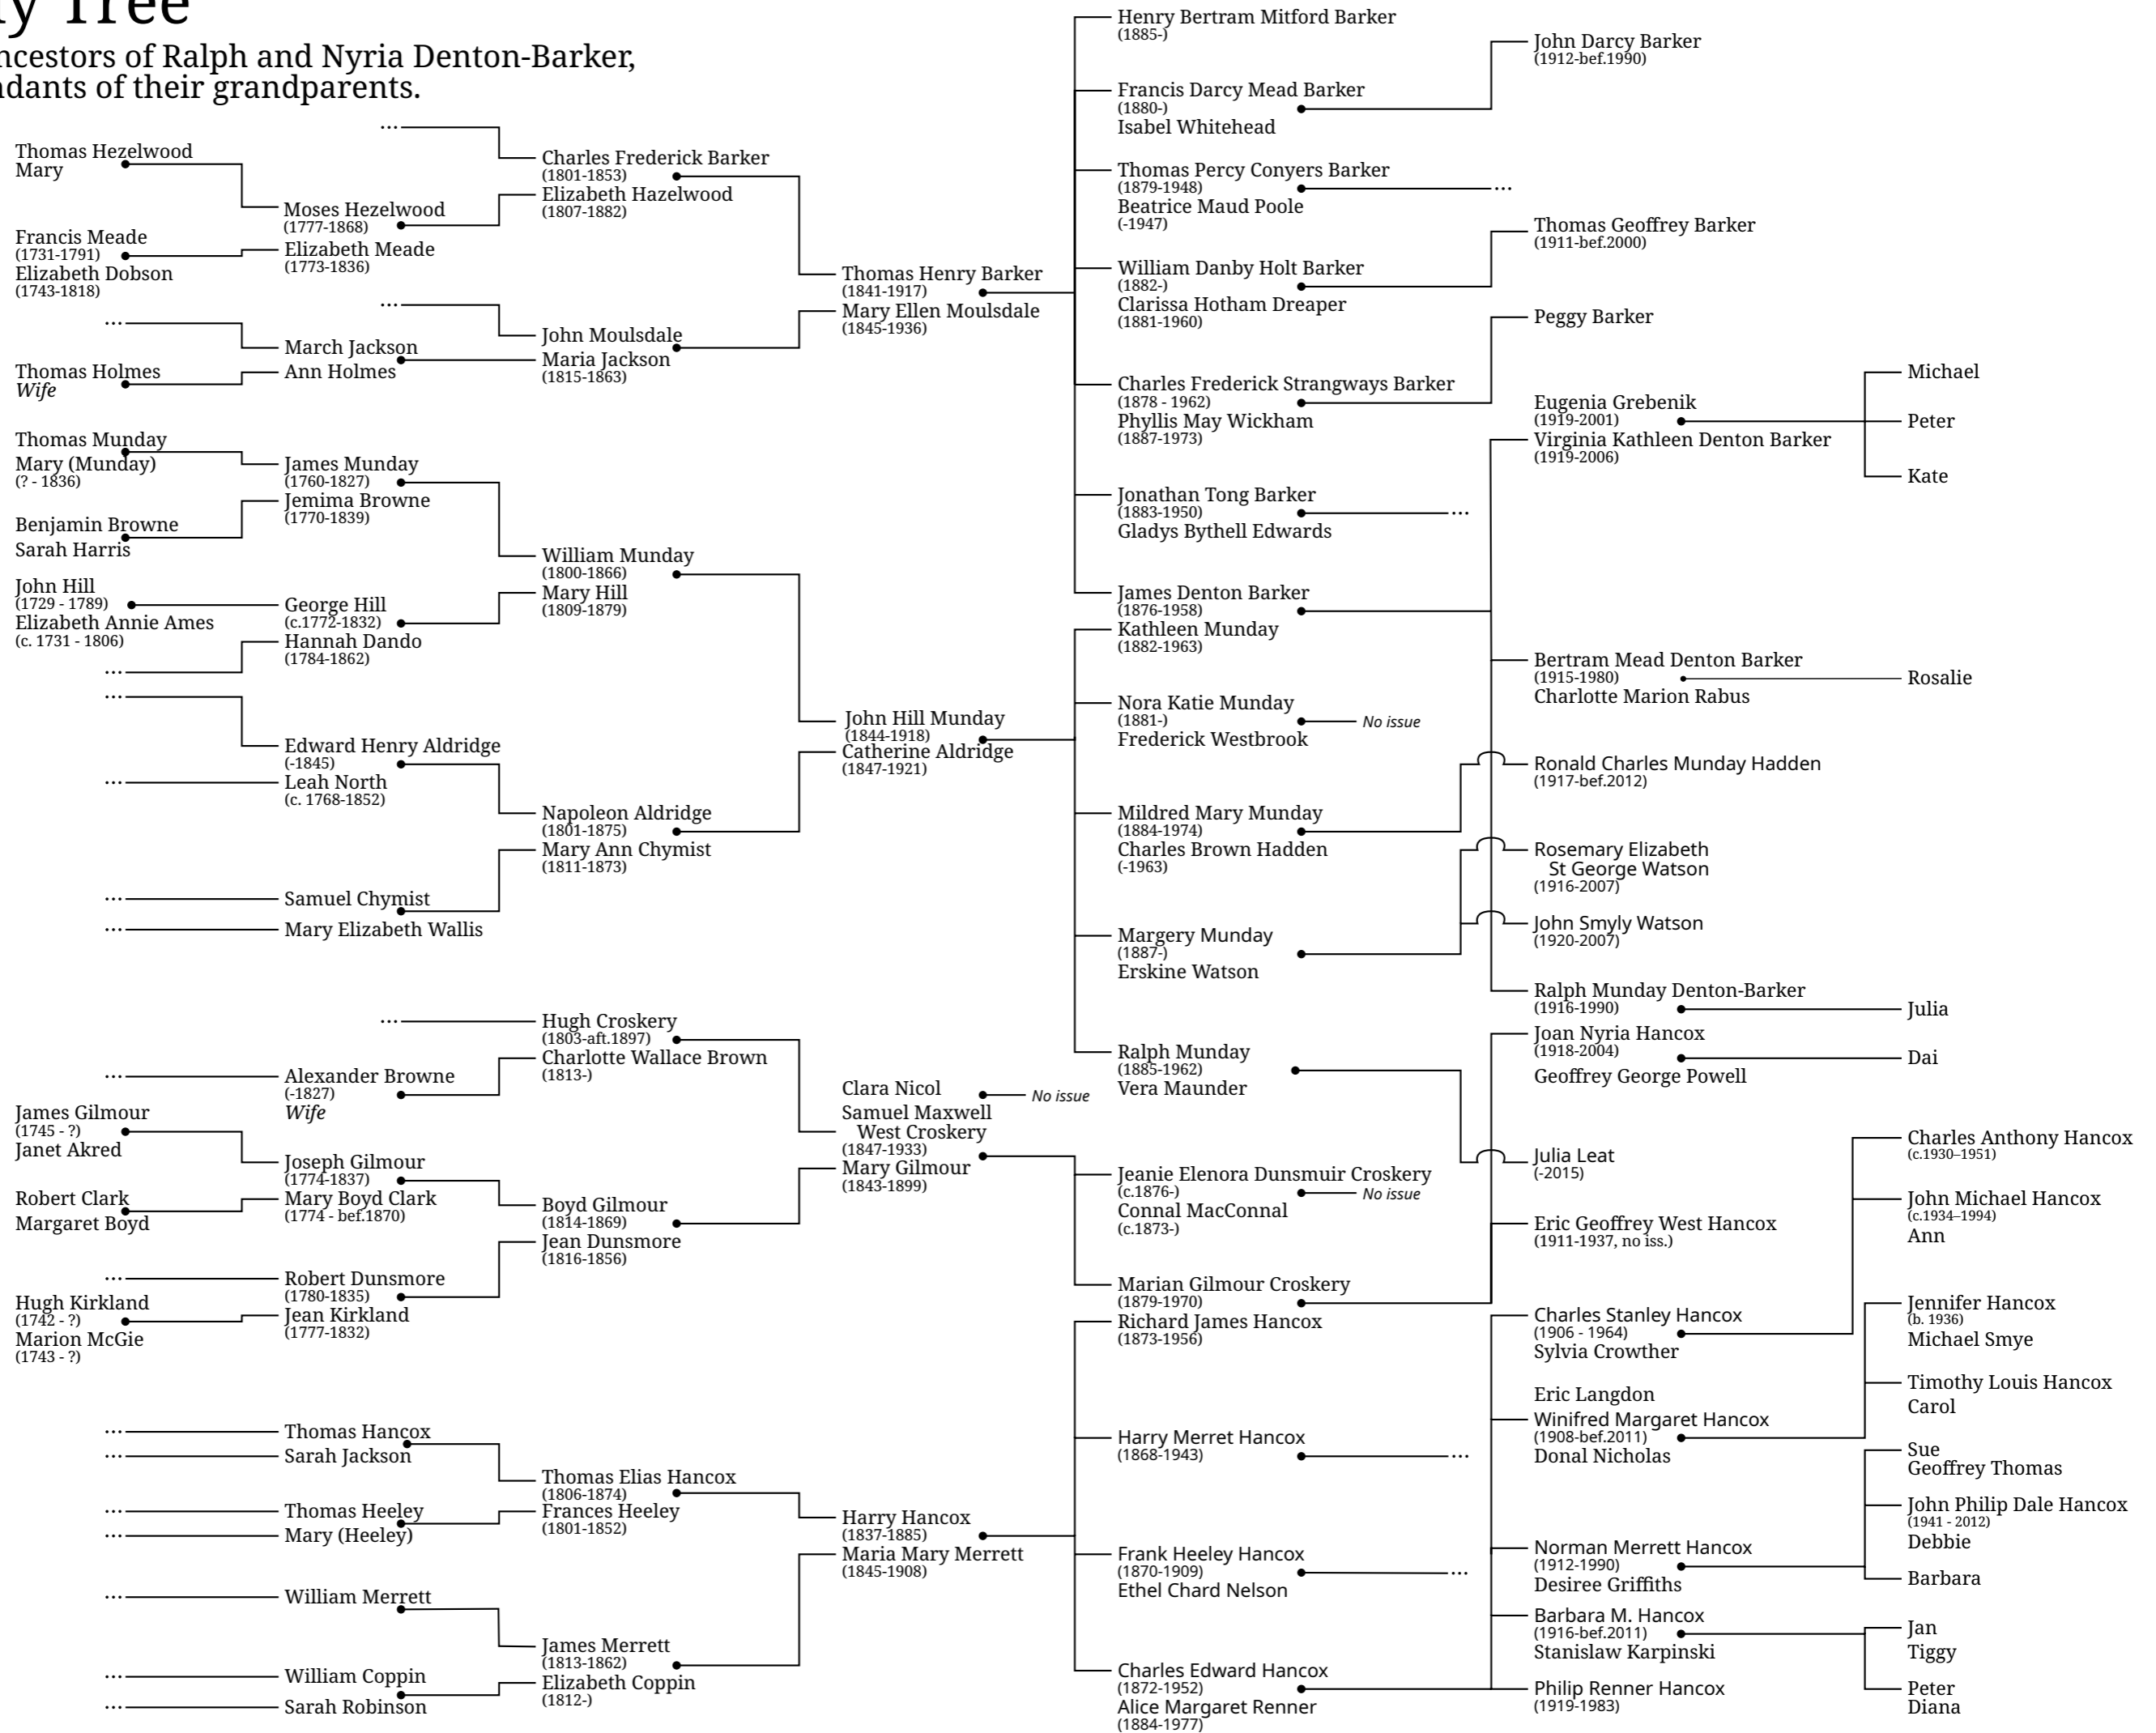 ly Tree
ncestors of Ralph and Nyria Denton-Barker,
dants of their grandparents.
Thomas Hezelwood
Mary
Francis Meade
(1731-1791)
Elizabeth Dobson
(1743-1818)
...
Thomas Holmes
Wife
Thomas Munday
Mary (Munday)
(? - 1836)
Benjamin Browne
Sarah Harris
John Hill
(1729 - 1789)
Elizabeth Annie Ames
(c. 1731 - 1806)
...
...
...
...
...
...
James Gilmour
(1745 - ?)
Janet Akred
Robert Clark
Margaret Boyd
...
Hugh Kirkland
(1742 - ?)
Marion McGie
(1743 - ?)
...
...
...
...
...
...
...
...
Moses Hezelwood
(1777-1868)
Elizabeth Meade
(1773-1836)
...
March Jackson
Ann Holmes
James Munday
(1760-1827)
Jemima Browne
(1770-1839)
George Hill
(c.1772-1832)
Hannah Dando
(1784-1862)
Edward Henry Aldridge
(-1845)
Leah North
(c. 1768-1852)
Samuel Chymist
Mary Elizabeth Wallis
...
Alexander Browne
(-1827)
Wife
Joseph Gilmour
(1774-1837)
Mary Boyd Clark
(1774 - bef.1870)
Robert Dunsmore
(1780-1835)
Jean Kirkland
(1777-1832)
Thomas Hancox
Sarah Jackson
Thomas Heeley
Mary (Heeley)
William Merrett
William Coppin
Sarah Robinson
Charles Frederick Barker
(1801-1853)
Elizabeth Hazelwood
(1807-1882)
John Moulsdale
Maria Jackson
(1815-1863)
William Munday
(1800-1866)
Mary Hill
(1809-1879)
Napoleon Aldridge
(1801-1875)
Mary Ann Chymist
(1811-1873)
Hugh Croskery
(1803-aft.1897)
Charlotte Wallace Brown
(1813-)
Boyd Gilmour
(1814-1869)
Jean Dunsmore
(1816-1856)
Thomas Elias Hancox
(1806-1874)
Frances Heeley
(1801-1852)
James Merrett
(1813-1862)
Elizabeth Coppin
(1812-)
Thomas Henry Barker
(1841-1917)
Mary Ellen Moulsdale
(1845-1936)
John Hill Munday
(1844-1918)
Catherine Aldridge
(1847-1921)
Clara Nicol
No issue
Samuel Maxwell
West Croskery
(1847-1933)
Mary Gilmour
(1843-1899)
Harry Hancox
(1837-1885)
Maria Mary Merrett
(1845-1908)
Henry Bertram Mitford Barker
(1885-)
Francis Darcy Mead Barker
(1880-)
Isabel Whitehead
Thomas Percy Conyers Barker
(1879-1948)
...
Beatrice Maud Poole
(-1947)
William Danby Holt Barker
(1882-)
Clarissa Hotham Dreaper
(1881-1960)
Charles Frederick Strangways Barker
(1878 - 1962)
Phyllis May Wickham
(1887-1973)
Jonathan Tong Barker
(1883-1950)
...
Gladys Bythell Edwards
James Denton Barker
(1876-1958)
Kathleen Munday
(1882-1963)
Nora Katie Munday
(1881-)
No issue
Frederick Westbrook
Mildred Mary Munday
(1884-1974)
Charles Brown Hadden
(-1963)
Margery Munday
(1887-)
Erskine Watson
Ralph Munday
(1885-1962)
Vera Maunder
Jeanie Elenora Dunsmuir Croskery
(c.1876-)
No issue
Connal MacConnal
(c.1873-)
Marian Gilmour Croskery
(1879-1970)
Richard James Hancox
(1873-1956)
Harry Merret Hancox
(1868-1943)
...
Frank Heeley Hancox
(1870-1909)
...
Ethel Chard Nelson
Charles Edward Hancox
(1872-1952)
Alice Margaret Renner
(1884-1977)
John Darcy Barker
(1912-bef.1990)
Thomas Geoffrey Barker
(1911-bef.2000)
Peggy Barker
Eugenia Grebenik
(1919-2001)
Virginia Kathleen Denton Barker
(1919-2006)
Bertram Mead Denton Barker
(1915-1980)
Charlotte Marion Rabus
Ronald Charles Munday Hadden
(1917-bef.2012)
Rosemary Elizabeth
St George Watson
(1916-2007)
John Smyly Watson
(1920-2007)
Ralph Munday Denton-Barker
(1916-1990)
Joan Nyria Hancox
(1918-2004)
Geoffrey George Powell
Julia Leat
(-2015)
Eric Geoffrey West Hancox
(1911-1937, no iss.)
Charles Stanley Hancox
(1906 - 1964)
Sylvia Crowther
Eric Langdon
Winifred Margaret Hancox
(1908-bef.2011)
Donal Nicholas
Norman Merrett Hancox
(1912-1990)
Desiree Griffiths
Barbara M. Hancox
(1916-bef.2011)
Stanislaw Karpinski
Philip Renner Hancox
(1919-1983)
Michael
Peter
Kate
Rosalie
Julia
Dai
Charles Anthony Hancox
(c.1930–1951)
John Michael Hancox
(c.1934–1994)
Ann
Jennifer Hancox
(b. 1936)
Michael Smye
Timothy Louis Hancox
Carol
Sue
Geoffrey Thomas
John Philip Dale Hancox
(1941 - 2012)
Debbie
Barbara
Jan
Tiggy
Peter
Diana